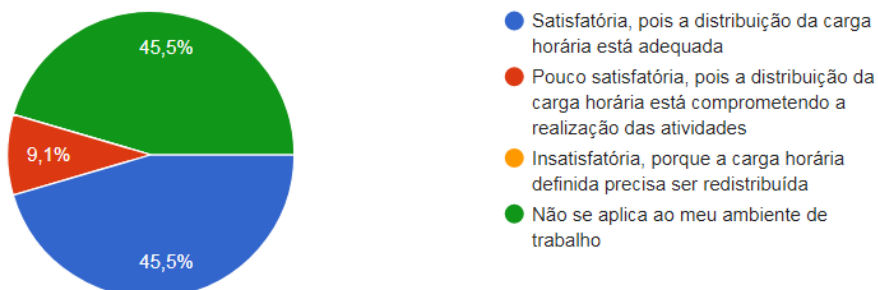 45,5%
9,1%
45,5%
Satisfatória, pois a distribuição da carga
horária está adequada
Pouco satisfatória, pois a distribuição da
carga horária está comprometendo a
realização das atividades
Insatisfatória, porque a carga horária
definida precisa ser redistribuída
Não se aplica ao meu ambiente de
trabalho